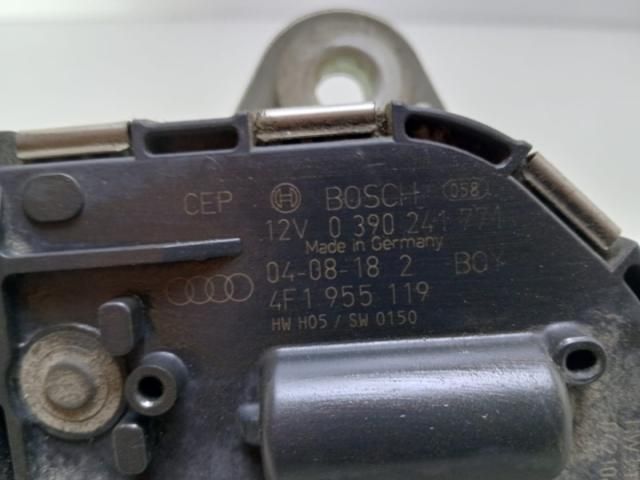 CEP BOSCH 058
12V 0 390 241 771
Made in Germany
04-08-18 2
4F1 955 119
HW H05 / SW 0150